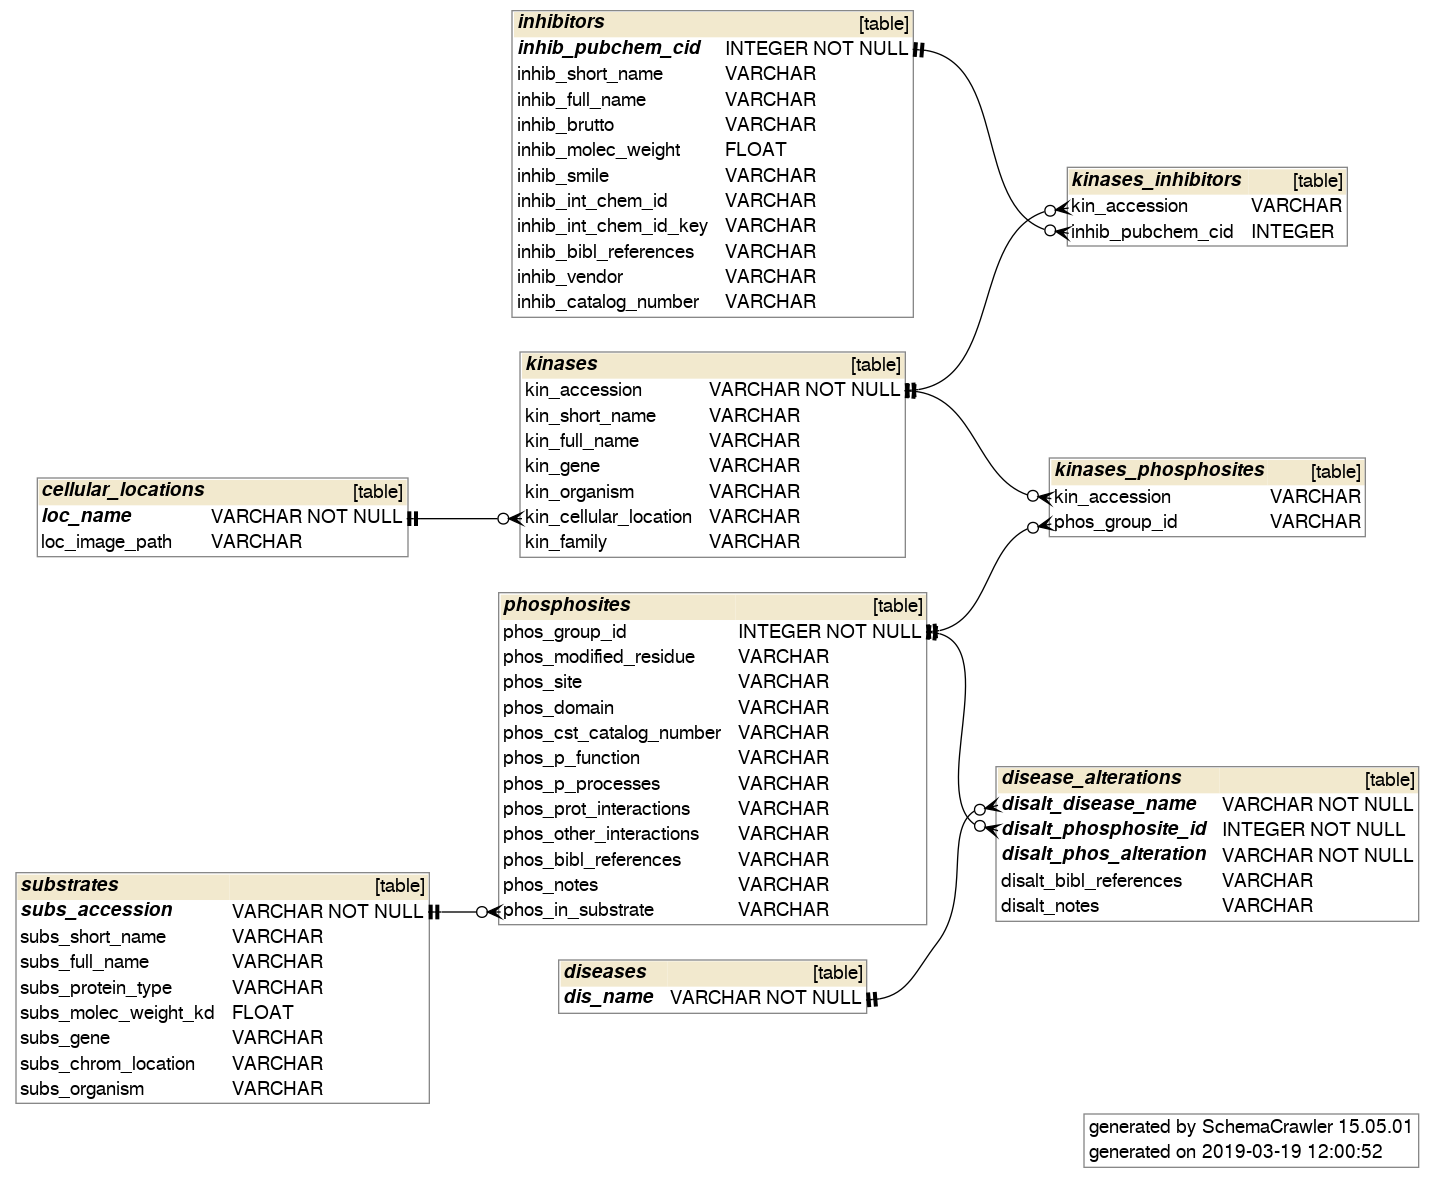 inhibitors [table]
inhib_pubchem_cid INTEGER NOT NULL
inhib_short_name VARCHAR
inhib_full_name VARCHAR
inhib_brutto VARCHAR
inhib_molec_weight FLOAT
inhib_smile VARCHAR
inhib_int_chem_id VARCHAR
inhib_int_chem_id_key VARCHAR
inhib_bibl_references VARCHAR
inhib_vendor VARCHAR
inhib_catalog_number VARCHAR
kinases_inhibitors [table]
kin_accession VARCHAR
inhib_pubchem_cid INTEGER
kinases [table]
kin_accession VARCHAR NOT NULL
kin_short_name VARCHAR
kin_full_name VARCHAR
kin_gene VARCHAR
kin_organism VARCHAR
kin_cellular_location VARCHAR
kin_family VARCHAR
cellular_locations [table]
loc_name VARCHAR NOT NULL
loc_image_path VARCHAR
kinases_phosphosites [table]
kin_accession VARCHAR
phos_group_id VARCHAR
phosphosites [table]
phos_group_id INTEGER NOT NULL
phos_modified_residue VARCHAR
phos_site VARCHAR
phos_domain VARCHAR
phos_cst_catalog_number VARCHAR
phos_p_function VARCHAR
phos_p_processes VARCHAR
phos_prot_interactions VARCHAR
phos_other_interactions VARCHAR
phos_bibl_references VARCHAR
phos_notes VARCHAR
phos_in_substrate VARCHAR
disease_alterations [table]
disalt_disease_name VARCHAR NOT NULL
disalt_phosphosite_id INTEGER NOT NULL
disalt_phos_alteration VARCHAR NOT NULL
disalt_bibl_references VARCHAR
disalt_notes VARCHAR
substrates [table]
subs_accession VARCHAR NOT NULL
subs_short_name VARCHAR
subs_full_name VARCHAR
subs_protein_type VARCHAR
subs_molec_weight_kd FLOAT
subs_gene VARCHAR
subs_chrom_location VARCHAR
subs_organism VARCHAR
diseases [table]
dis_name VARCHAR NOT NULL
generated by SchemaCrawler 15.05.01
generated on 2019-03-19 12:00:52